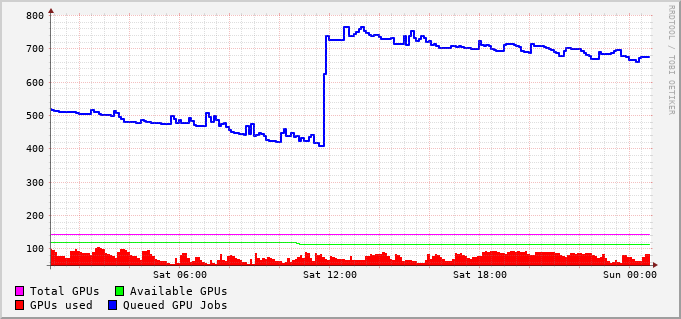 800
700
600
500
400
300
200
100
Sat 06:00 Sat 12:00 Sat 18:00 Sun 00:00
Total GPUs Available GPUs
GPUs used Queued GPU Jobs
RRDTOOL / TOBI OETIKER